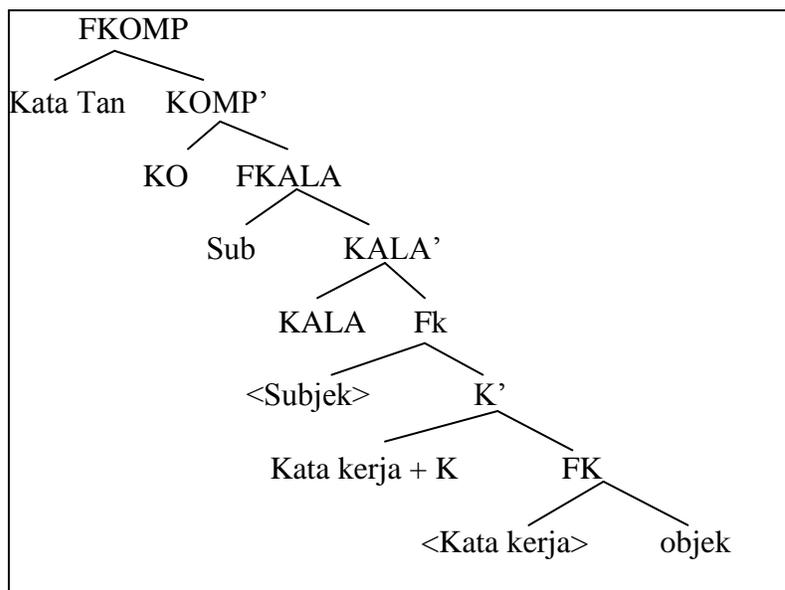 FKOMP
Kata Tan KOMP’
KO FKALA
Sub KALA’
KALA Fk
<Subjek> K’
Kata kerja + K FK
<Kata kerja> objek